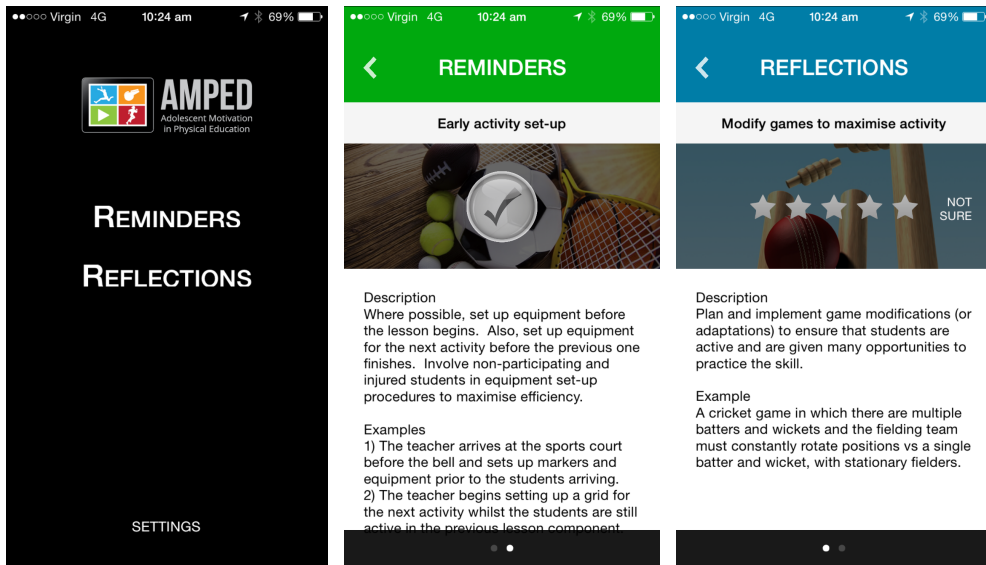 Virgin 4G 10:24 am 69%
AMPED
Adolescent Motivation
in Physical Education
REMINDERS
REFLECTIONS
SETTINGS
Virgin 4G 10:24 am 69%
REMINDERS
Early activity set-up
Description
Where possible, set up equipment before
the lesson begins.  Also, set up equipment
for the next activity before the previous one
finishes.  Involve non-participating and
injured students in equipment set-up
procedures to maximise efficiency.
Examples
1) The teacher arrives at the sports court
before the bell and sets up markers and
equipment prior to the students arriving.
2) The teacher begins setting up a grid for
the next activity whilst the students are still
active in the previous lesson component.
Virgin 4G 10:24 am 69%
REFLECTIONS
Modify games to maximise activity
NOT
SURE
Description
Plan and implement game modifications (or
adaptations) to ensure that students are
active and are given many opportunities to
practice the skill.
Example
A cricket game in which there are multiple
batters and wickets and the fielding team
must constantly rotate positions vs a single
batter and wicket, with stationary fielders.